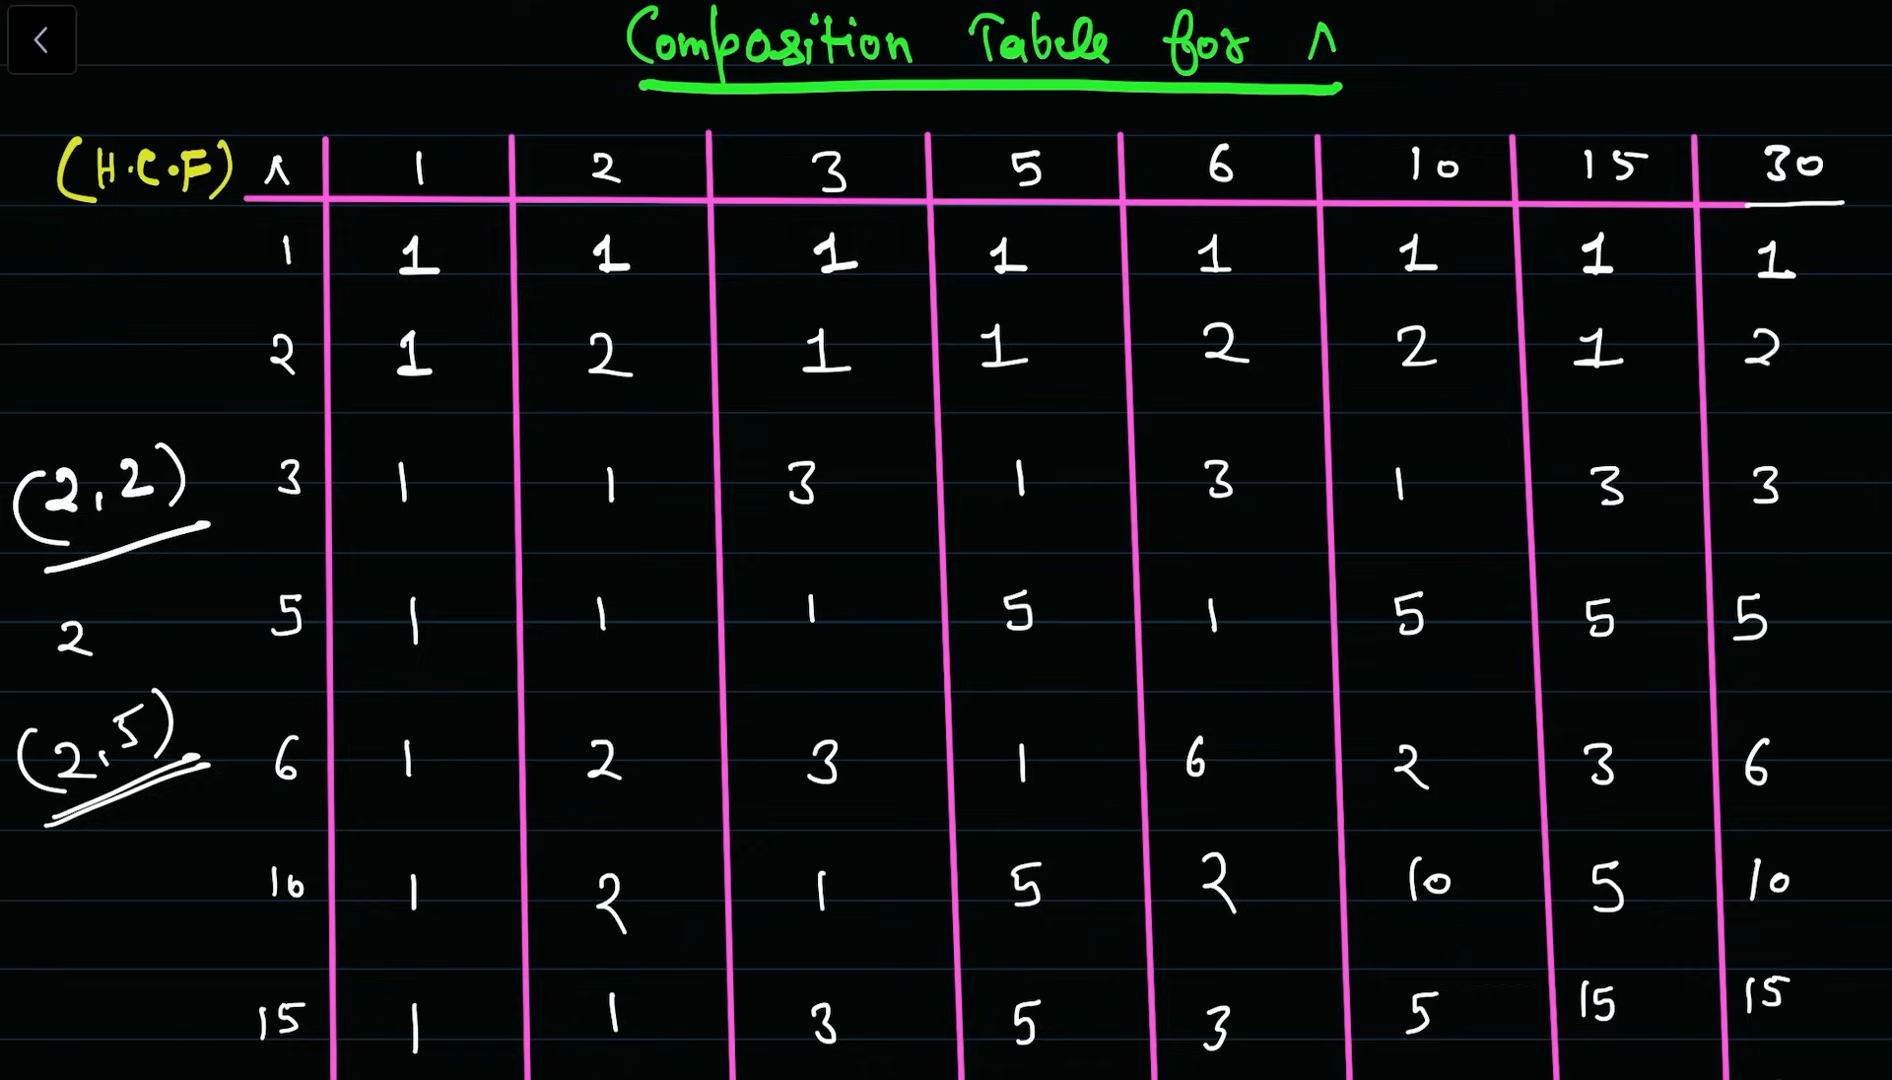 Composition Table for ∧
(H.C.F) ∧ 1 2 3 5 6 10 15 30
1 1 1 1 1 1 1 1 1
2 1 2 1 1 2 2 1 2
(2,2) 3 1 1 3 1 3 1 3 3
2 5 1 1 1 5 1 5 5 5
(2,5) 6 1 2 3 1 6 2 3 6
10 1 2 1 5 2 10 5 10
15 1 1 3 5 3 5 15 15